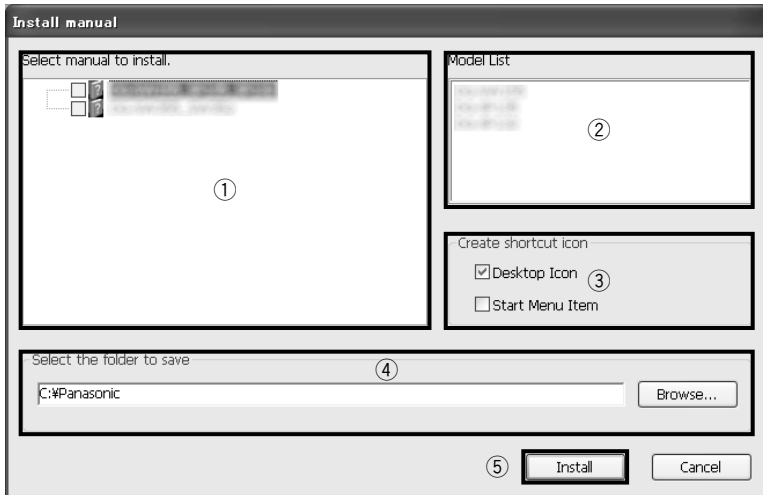 Install manual
Select manual to install.
①
Model List
②
Create shortcut icon
Desktop Icon
③
Start Menu Item
Select the folder to save
④
C:¥Panasonic
Browse...
⑤
Install
Cancel